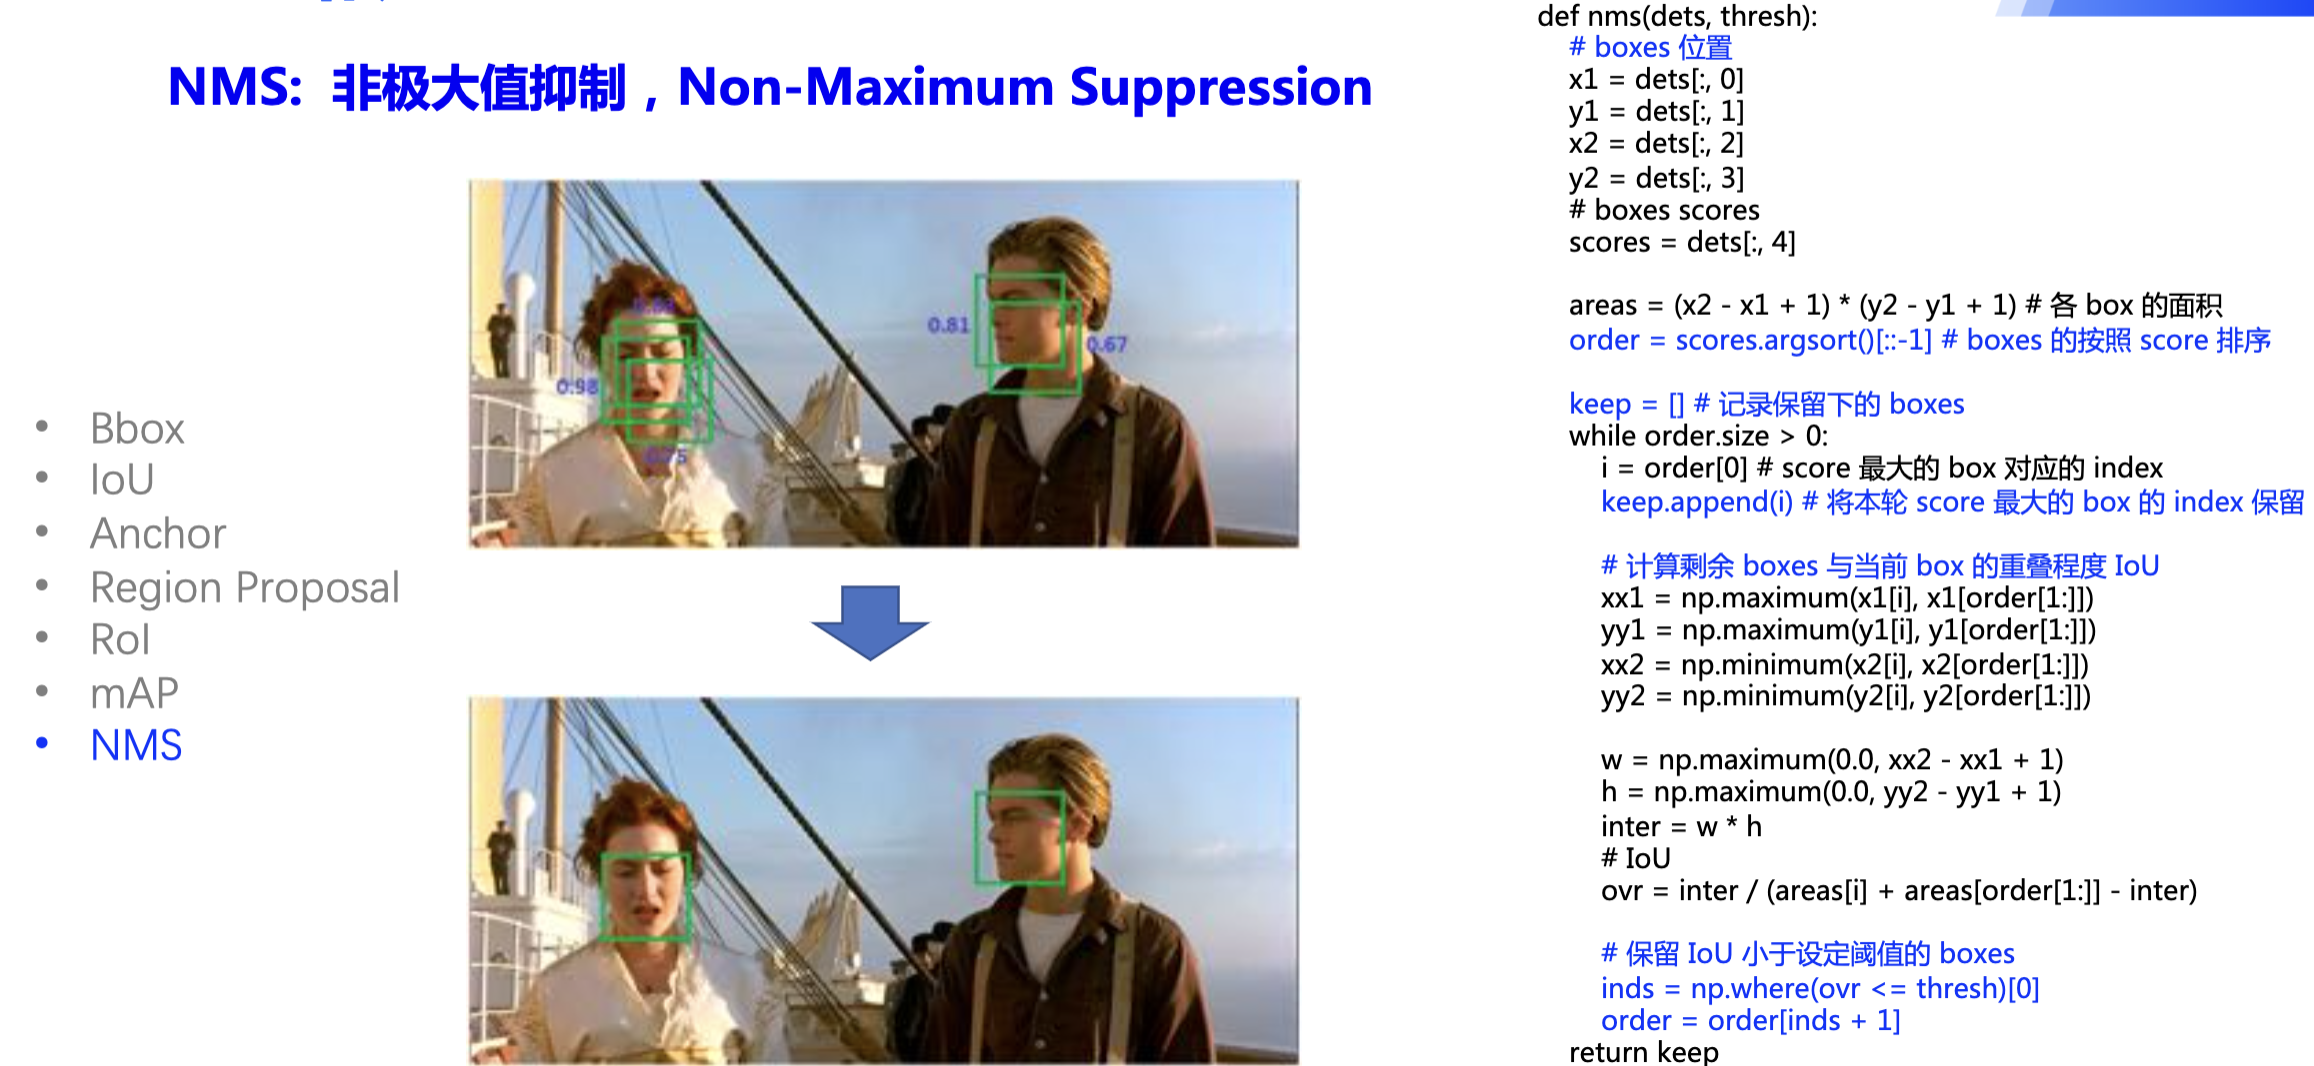 NMS: 非极大值抑制，Non-Maximum Suppression
• Bbox
• IoU
• Anchor
• Region Proposal
• RoI
• mAP
• NMS
0.98
0.81
0.67
def nms(dets, thresh):
# boxes 位置
x1 = dets[:, 0]
y1 = dets[:, 1]
x2 = dets[:, 2]
y2 = dets[:, 3]
# boxes scores
scores = dets[:, 4]
areas = (x2 - x1 + 1) * (y2 - y1 + 1) # 各 box 的面积
order = scores.argsort()[::-1] # boxes 的按照 score 排序
keep = [] # 记录保留下的 boxes
while order.size > 0:
i = order[0] # score 最大的 box 对应的 index
keep.append(i) # 将本轮 score 最大的 box 的 index 保留
# 计算剩余 boxes 与当前 box 的重叠程度 IoU
xx1 = np.maximum(x1[i], x1[order[1:]])
yy1 = np.maximum(y1[i], y1[order[1:]])
xx2 = np.minimum(x2[i], x2[order[1:]])
yy2 = np.minimum(y2[i], y2[order[1:]])
w = np.maximum(0.0, xx2 - xx1 + 1)
h = np.maximum(0.0, yy2 - yy1 + 1)
inter = w * h
# IoU
ovr = inter / (areas[i] + areas[order[1:]] - inter)
# 保留 IoU 小于设定阈值的 boxes
inds = np.where(ovr <= thresh)[0]
order = order[inds + 1]
return keep